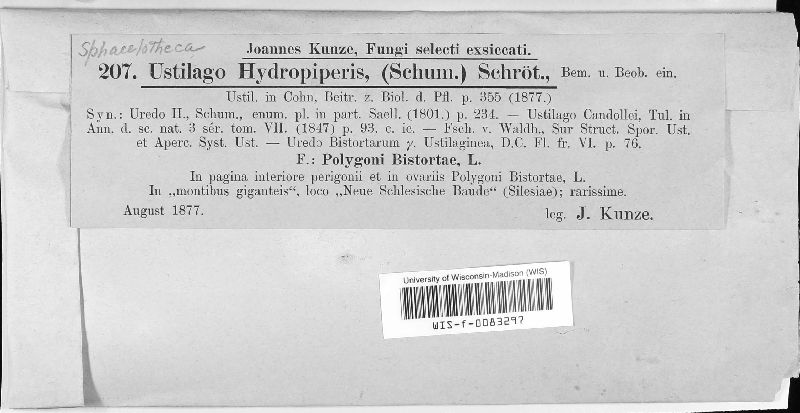 Sphacelotheca
Joannes Kunze, Fungi selecti exsiccati.
207. Ustilago Hydropiperis, (Schum.) Schröt., Bem. u. Beob. ein.
Ustil. in Cohn, Beitr. z. Biol. d. Pfl. p. 355 (1877.)
Syn.: Uredo H., Schum., enum. pl. in part. Saell. (1801.) p. 234. — Ustilago Candollei, Tul. in
Ann. d. sc. nat. 3 sér. tom. VII. (1847) p. 93. c. ic. — Fsch. v. Waldh., Sur Struct. Spor. Ust.
et Aperc. Syst. Ust. — Uredo Bistortarum γ. Ustilaginea, D.C. Fl. fr. VI. p. 76.
F.: Polygoni Bistortae, L.
In pagina interiore perigonii et in ovariis Polygoni Bistortae, L.
In „montibus giganteis“, loco „Neue Schlesische Baude“ (Silesiae); rarissime.
August 1877. leg. J. Kunze.
University of Wisconsin-Madison (WIS)
WIS-f-0083297